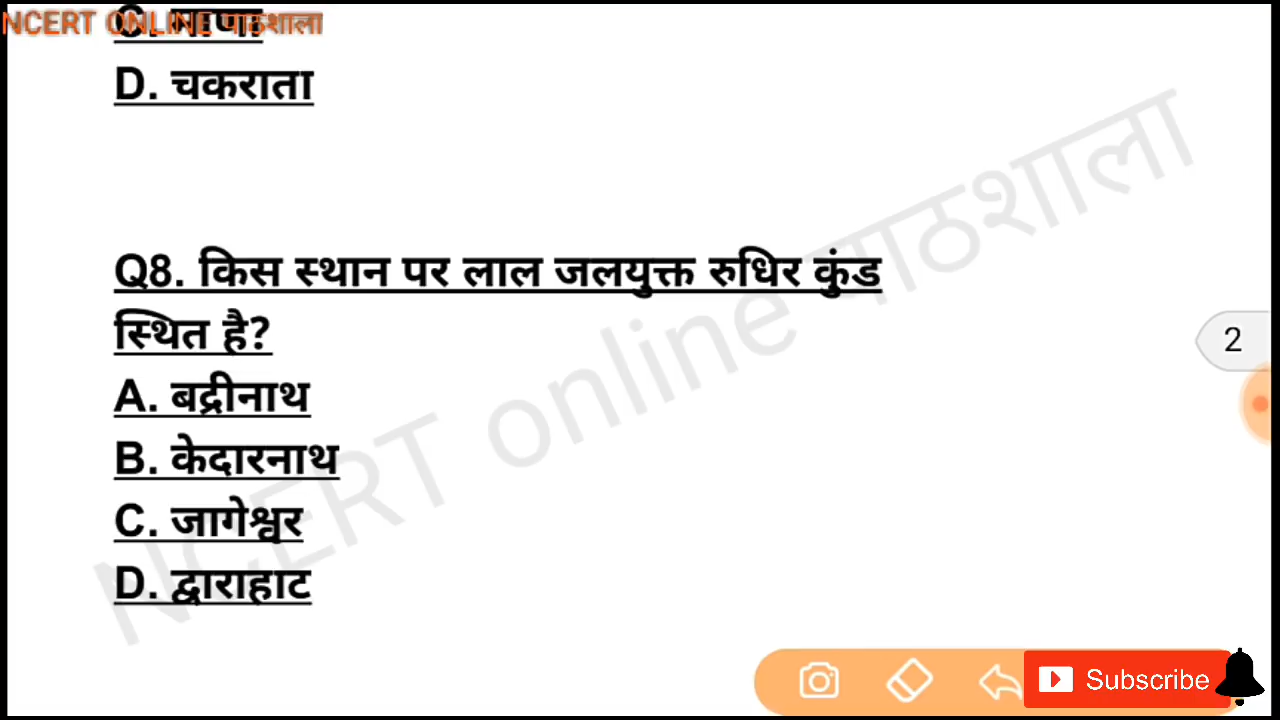 NCERT ONLINE पाठशाला
D. चकराता
Q8. किस स्थान पर लाल जलयुक्त रुधिर कुंड
स्थित है?
A. बद्रीनाथ
B. केदारनाथ
C. जागेश्वर
D. द्वाराहाट
NCERT online पाठशाला
2
Subscribe